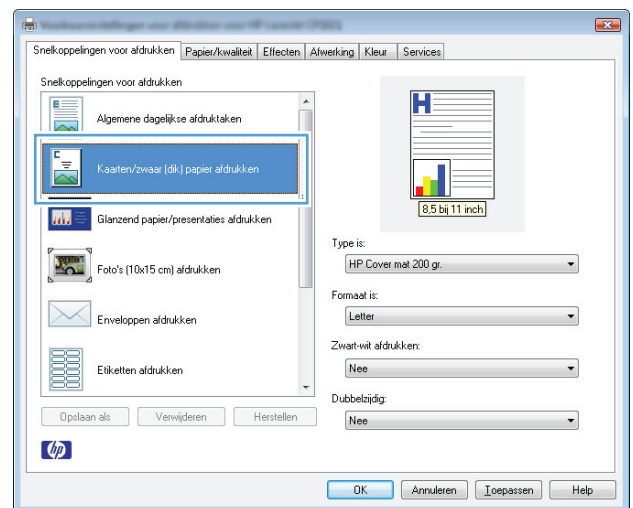 Snelkoppelingen voor afdrukken Papier/kwaliteit Effecten Afwerking Kleur Services
Snelkoppelingen voor afdrukken
Algemene dagelijkse afdruktaken
Kaarten/zwaar (dik) papier afdrukken
Glanzend papier/presentaties afdrukken
Foto's (10x15 cm) afdrukken
Enveloppen afdrukken
Etiketten afdrukken
Opslaan als Verwijderen Herstellen
hp
H
8,5 bij 11 inch
Type is:
HP Cover mat 200 gr.
Formaat is:
Letter
Zwart-wit afdrukken:
Nee
Dubbelzijdig:
Nee
OK Annuleren Toepassen Help